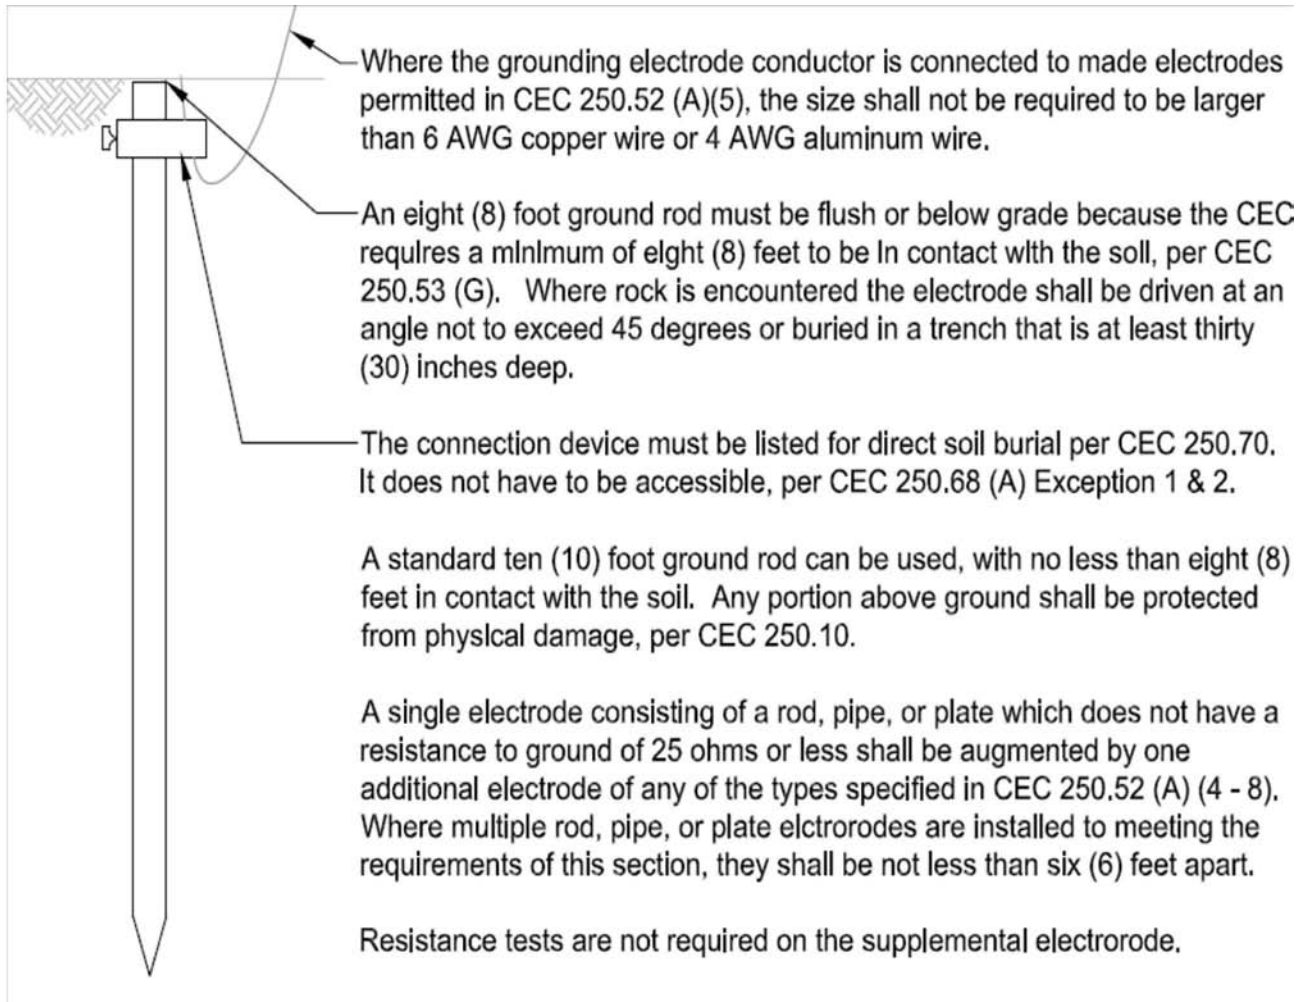 Where the grounding electrode conductor is connected to made electrodes
permitted in CEC 250.52 (A)(5), the size shall not be required to be larger
than 6 AWG copper wire or 4 AWG aluminum wire.
An eight (8) foot ground rod must be flush or below grade because the CEC
requires a minimum of eight (8) feet to be in contact with the soil, per CEC
250.53 (G). Where rock is encountered the electrode shall be driven at an
angle not to exceed 45 degrees or buried in a trench that is at least thirty
(30) inches deep.
The connection device must be listed for direct soil burial per CEC 250.70.
It does not have to be accessible, per CEC 250.68 (A) Exception 1 & 2.
A standard ten (10) foot ground rod can be used, with no less than eight (8)
feet in contact with the soil. Any portion above ground shall be protected
from physical damage, per CEC 250.10.
A single electrode consisting of a rod, pipe, or plate which does not have a
resistance to ground of 25 ohms or less shall be augmented by one
additional electrode of any of the types specified in CEC 250.52 (A) (4 - 8).
Where multiple rod, pipe, or plate elctrorodes are installed to meeting the
requirements of this section, they shall be not less than six (6) feet apart.
Resistance tests are not required on the supplemental electrorode.